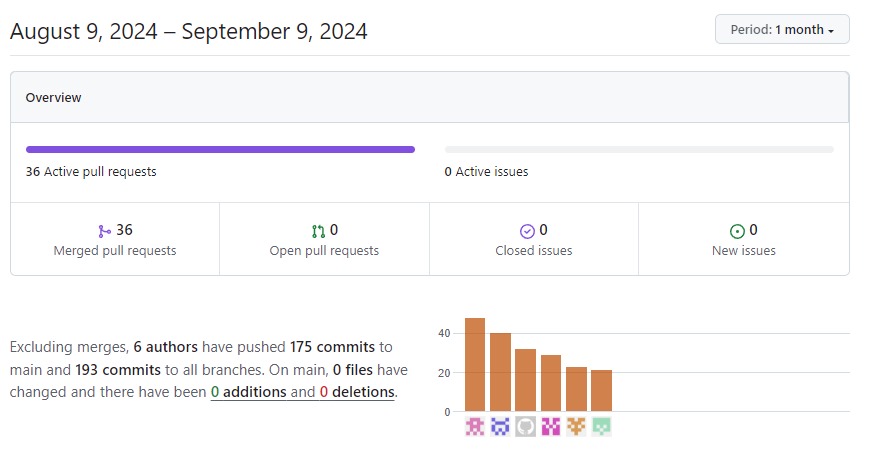 August 9, 2024 – September 9, 2024
Period: 1 month
Overview
36 Active pull requests
0 Active issues
36
Merged pull requests
0
Open pull requests
0
Closed issues
0
New issues
Excluding merges, 6 authors have pushed 175 commits to
main and 193 commits to all branches. On main, 0 files have
changed and there have been 0 additions and 0 deletions.
40
20
0